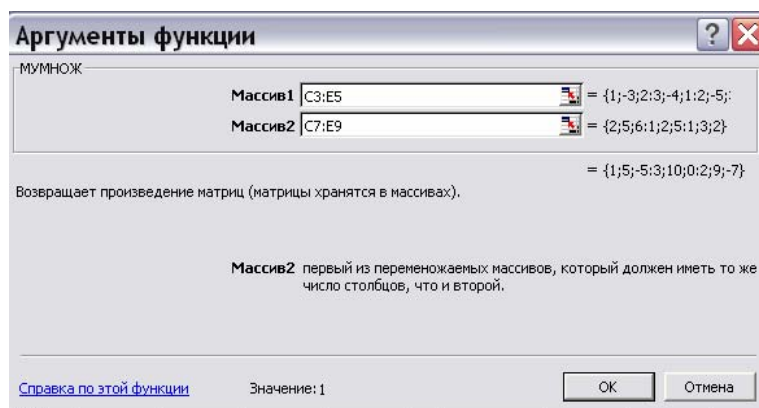 Аргументы функции
МУМНОЖ
Массив1 C3:E5 = {1;-3;2:3;-4;1:2;-5;:
Массив2 C7:E9 = {2;5;6:1;2;5:1;3;2}
= {1;5;-5:3;10;0:2;9;-7}
Возвращает произведение матриц (матрицы хранятся в массивах).
Массив2 первый из перемножаемых массивов, который должен иметь то же
число столбцов, что и второй.
Справка по этой функции Значение:1 OK Отмена